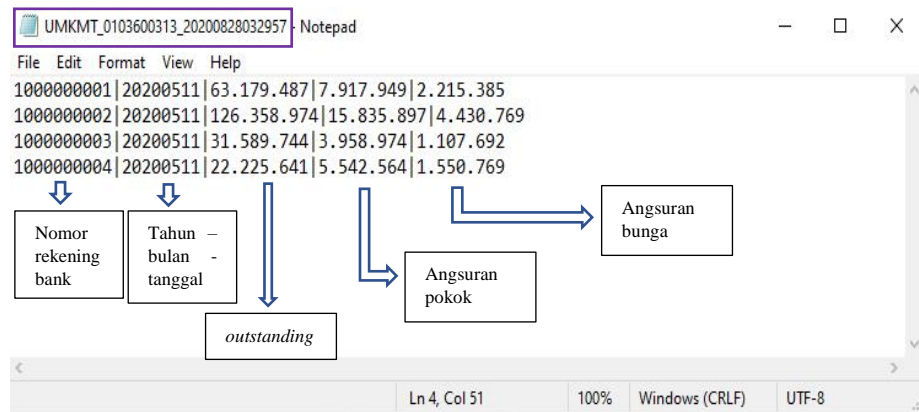 UMKMT_0103600313_20200828032957 - Notepad
File Edit Format View Help
1000000001|20200511|63.179.487|7.917.949|2.215.385
1000000002|20200511|126.358.974|15.835.897|4.430.769
1000000003|20200511|31.589.744|3.958.974|1.107.692
1000000004|20200511|22.225.641|5.542.564|1.550.769
Nomor
rekening
bank
Tahun –
bulan -
tanggal
outstanding
Angsuran
pokok
Angsuran
bunga
Ln 4, Col 51 100% Windows (CRLF) UTF-8